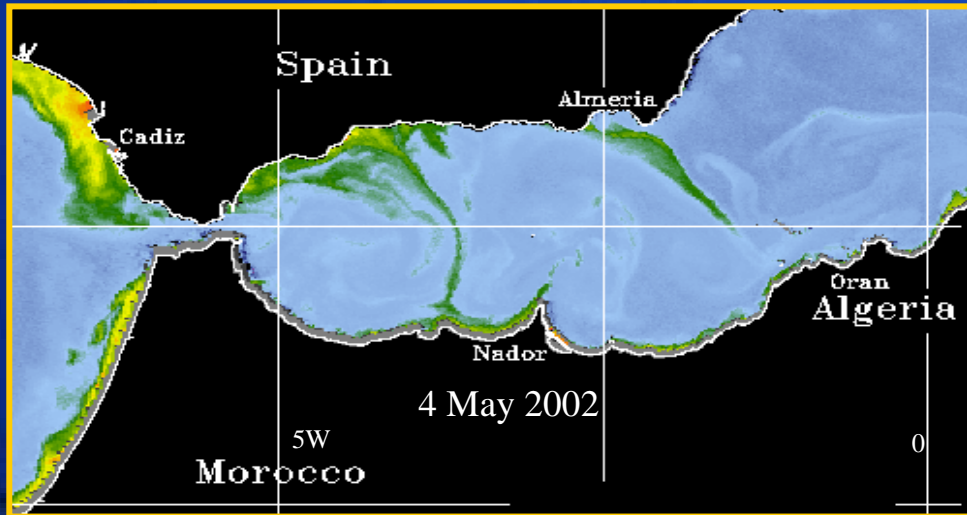 Spain
Almeria
Cadiz
Oran
Algeria
Nador
4 May 2002
5W
0
Morocco